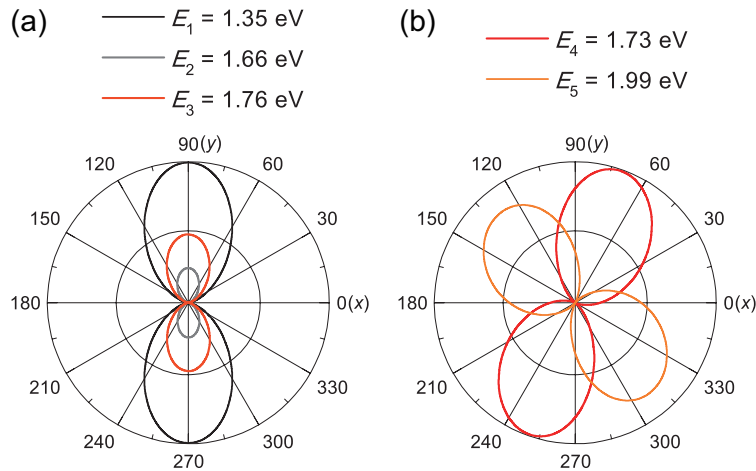 (a)
E1 = 1.35 eV
E2 = 1.66 eV
E3 = 1.76 eV
90(y)
120
60
150
30
180
0(x)
210
330
240
300
270
(b)
E4 = 1.73 eV
E5 = 1.99 eV
90(y)
120
60
150
30
180
0(x)
210
330
240
300
270